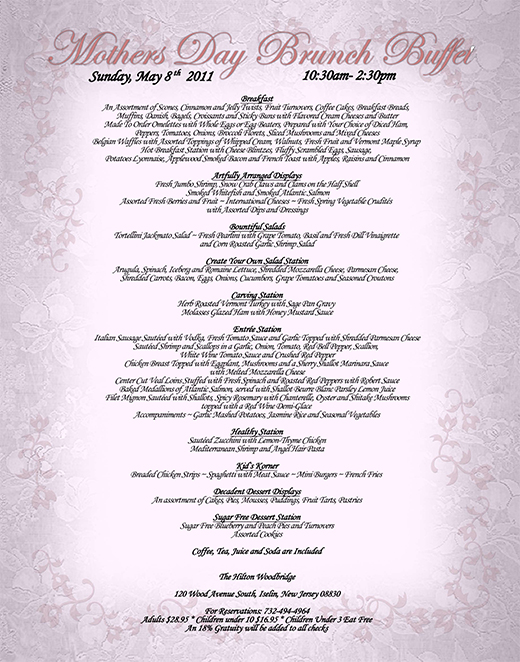 Mothers Day Brunch Buffet
Sunday, May 8th 2011 10:30am- 2:30pm
Breakfast
An Assortment of Scones, Cinnamon and Jelly Twists, Fruit Turnovers, Coffee Cakes, Breakfast Breads,
Muffins, Danish, Bagels, Croissants and Sticky Buns with Flavored Cream Cheeses and Butter
Made To Order Omelettes with Whole Eggs or Egg Beaters, Prepared with Your Choice of Diced Ham,
Peppers, Tomatoes, Onions, Broccoli Florets, Sliced Mushrooms and Mixed Cheeses
Belgian Waffles with Assorted Toppings of Whipped Cream, Walnuts, Fresh Fruit and Vermont Maple Syrup
Hot Breakfast Station with Cheese Blintzes, Fluffy Scrambled Eggs, Sausage,
Potatoes Lyonnaise, Applewood Smoked Bacon and French Toast with Apples, Raisins and Cinnamon
Artfully Arranged Displays
Fresh Jumbo Shrimp, Snow Crab Claws and Clams on the Half Shell
Smoked Whitefish and Smoked Atlantic Salmon
Assorted Fresh Berries and Fruit ~ International Cheeses ~ Fresh Spring Vegetable Crudités
with Assorted Dips and Dressings
Bountiful Salads
Tortellini Jackmato Salad ~ Fresh Pearlini with Grape Tomato, Basil and Fresh Dill Vinaigrette
and Corn Roasted Garlic Shrimp Salad
Create Your Own Salad Station
Arugula, Spinach, Iceberg and Romaine Lettuce, Shredded Mozzarella Cheese, Parmesan Cheese,
Shredded Carrots, Bacon, Eggs, Onions, Cucumbers, Grape Tomatoes and Seasoned Croutons
Carving Station
Herb Roasted Vermont Turkey with Sage Pan Gravy
Molasses Glazed Ham with Honey Mustard Sauce
Entrée Station
Italian Sausage, Sautéed with Vodka, Fresh Tomato Sauce and Garlic Topped with Shredded Parmesan Cheese
Sautéed Shrimp and Scallops in a Garlic, Onion, Tomato, Red Bell Pepper, Scallion,
White Wine Tomato Sauce and Crushed Red Pepper
Chicken Breast Topped with Eggplant, Mushrooms and a Sherry Shallot Marinara Sauce
with Melted Mozzarella Cheese
Center Cut Veal Loins Stuffed with Fresh Spinach and Roasted Red Peppers with Robert Sauce
Baked Medallions of Atlantic Salmon, served with Shallot Beurre Blanc Parsley Lemon Juice
Filet Mignon Sautéed with Shallots, Spicy Rosemary with Chanterelle, Oyster and Shitake Mushrooms
topped with a Red Wine Demi-Glace
Accompaniments ~ Garlic Mashed Potatoes, Jasmine Rice and Seasonal Vegetables
Healthy Station
Sautéed Zucchini with Lemon-Thyme Chicken
Mediterranean Shrimp and Angel Hair Pasta
Kid's Korner
Breaded Chicken Strips ~ Spaghetti with Meat Sauce ~ Mini Burgers ~ French Fries
Decadent Dessert Displays
An assortment of Cakes, Pies, Mousses, Puddings, Fruit Tarts, Pastries
Sugar Free Dessert Station
Sugar Free Blueberry and Peach Pies and Turnovers
Assorted Cookies
Coffee, Tea, Juice and Soda are Included
The Hilton Woodbridge
120 Wood Avenue South, Iselin, New Jersey 08830
For Reservations: 732-494-4964
Adults $28.95 * Children under 10 $16.95 * Children Under 3 Eat Free
An 18% Gratuity will be added to all checks